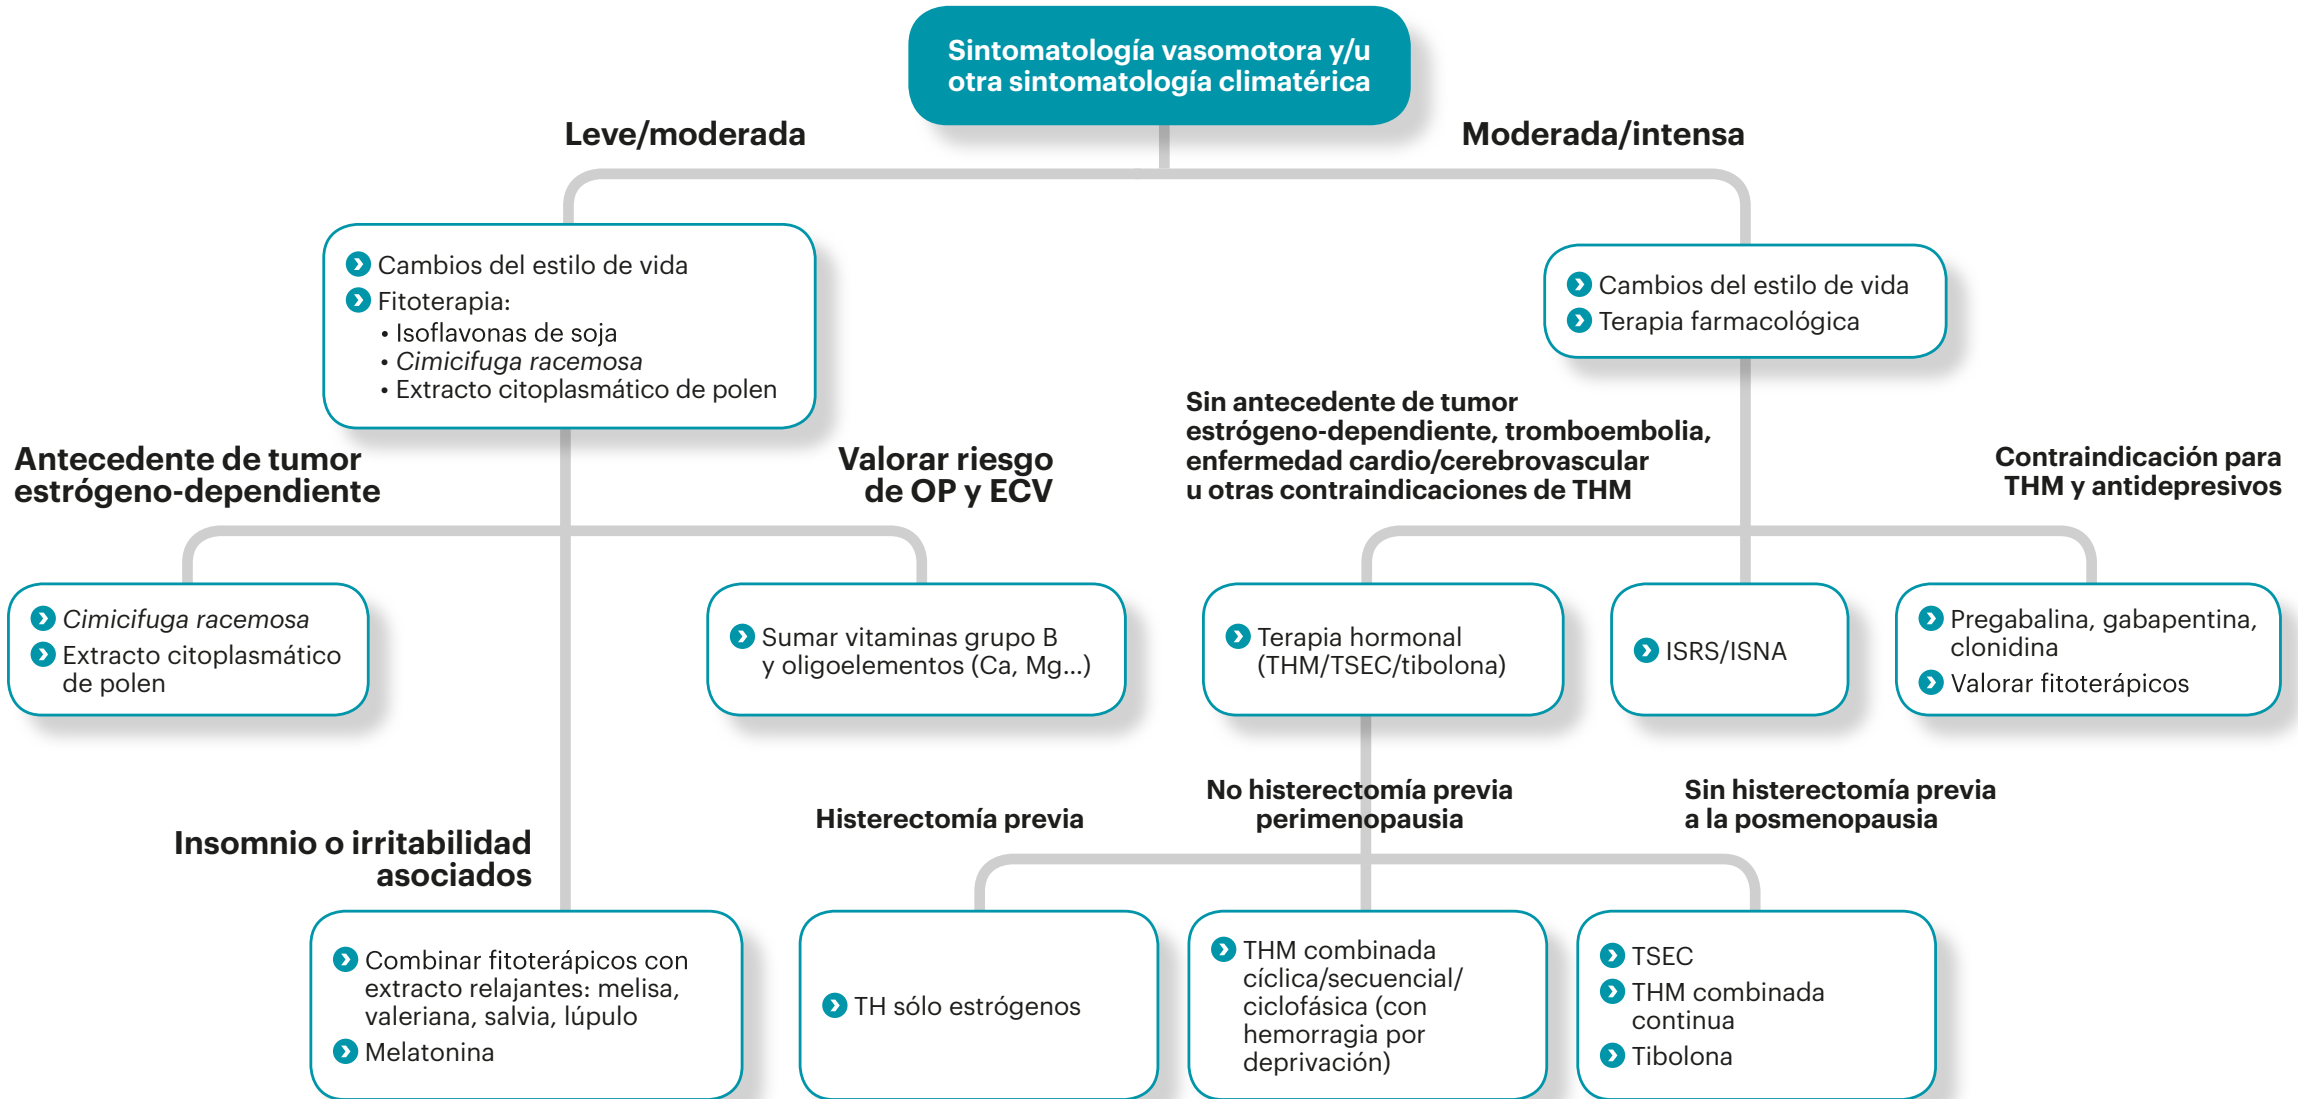 Sintomatología vasomotora y/u
otra sintomatología climatérica
Leve/moderada
Moderada/intensa
Cambios del estilo de vida
Fitoterapia:
• Isoflavonas de soja
• Cimicifuga racemosa
• Extracto citoplasmático de polen
Cambios del estilo de vida
Terapia farmacológica
Antecedente de tumor
estrógeno-dependiente
Valorar riesgo
de OP y ECV
Sin antecedente de tumor
estrógeno-dependiente, tromboembolia,
enfermedad cardio/cerebrovascular
u otras contraindicaciones de THM
Contraindicación para
THM y antidepresivos
Cimicifuga racemosa
Extracto citoplasmático
de polen
Sumar vitaminas grupo B
y oligoelementos (Ca, Mg...)
Terapia hormonal
(THM/TSEC/tibolona)
ISRS/ISNA
Pregabalina, gabapentina,
clonidina
Valorar fitoterápicos
Insomnio o irritabilidad
asociados
Histerectomía previa
No histerectomía previa
perimenopausia
Sin histerectomía previa
a la posmenopausia
Combinar fitoterápicos con
extracto relajantes: melisa,
valeriana, salvia, lúpulo
Melatonina
TH sólo estrógenos
THM combinada
cíclica/secuencial/
ciclofásica (con
hemorragia por
deprivación)
TSEC
THM combinada
continua
Tibolona